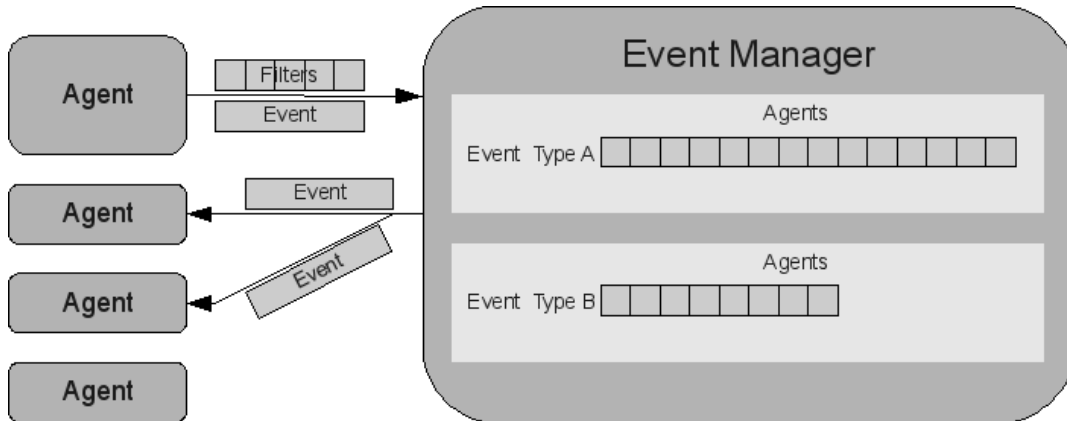 Event Manager
Agent
Filters
Event
Agents
Event Type A
Agent
Event
Event
Agent
Agents
Event Type B
Agent